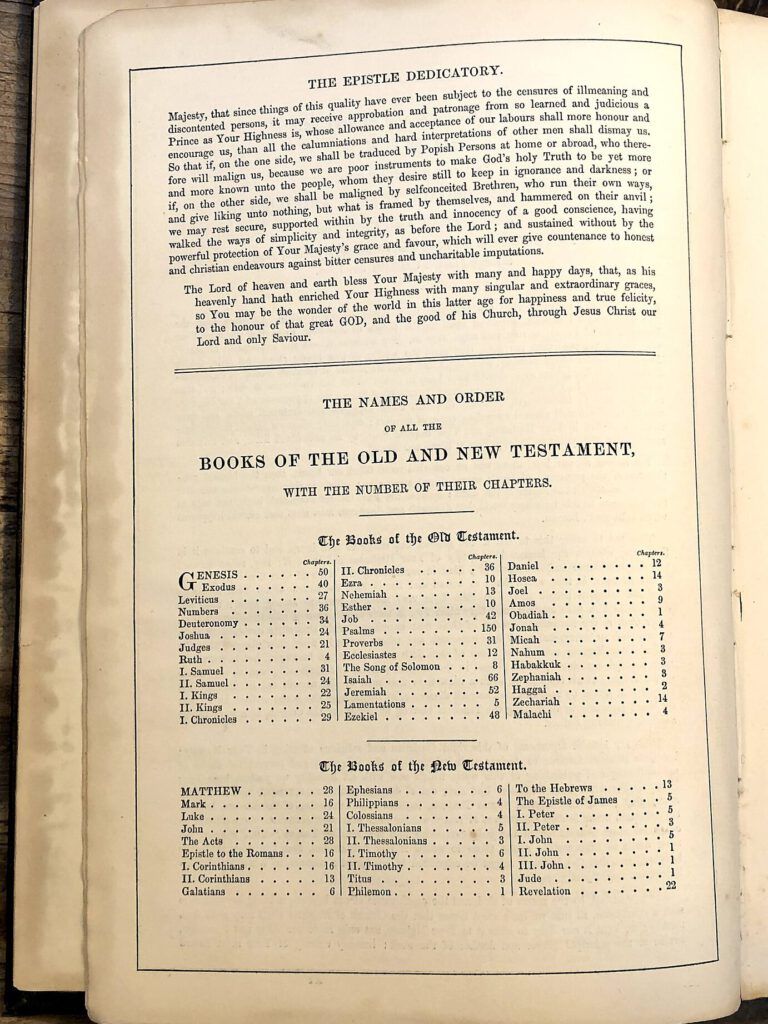 THE EPISTLE DEDICATORY.
Majesty, that since things of this quality have ever been subject to the censures of illmeaning and
discontented persons, it may receive approbation and patronage from so learned and judicious a
Prince as Your Highness is, whose allowance and acceptance of our labours shall more honour and
encourage us, than all the calumniations and hard interpretations of other men shall dismay us.
So that if, on the one side, we shall be traduced by Popish Persons at home or abroad, who there-
fore will malign us, because we are poor instruments to make God's holy Truth to be yet more
and more known unto the people, whom they desire still to keep in ignorance and darkness; or
if, on the other side, we shall be maligned by selfconceited Brethren, who run their own ways,
and give liking unto nothing, but what is framed by themselves, and hammered on their anvil;
we may rest secure, supported within by the truth and innocency of a good conscience, having
walked the ways of simplicity and integrity, as before the Lord; and sustained without by the
powerful protection of Your Majesty's grace and favour, which will ever give countenance to honest
and christian endeavours against bitter censures and uncharitable imputations.
The Lord of heaven and earth bless Your Majesty with many and happy days, that, as his
heavenly hand hath enriched Your Highness with many singular and extraordinary graces,
so You may be the wonder of the world in this latter age for happiness and true felicity,
to the honour of that great GOD, and the good of his Church, through Jesus Christ our
Lord and only Saviour.
THE NAMES AND ORDER
OF ALL THE
BOOKS OF THE OLD AND NEW TESTAMENT,
WITH THE NUMBER OF THEIR CHAPTERS.
The Books of the Old Testament.
Chapters.
GENESIS . . . . . . 50
Exodus . . . . . . 40
Leviticus . . . . . . 27
Numbers . . . . . . 36
Deuteronomy . . . . . 34
Joshua . . . . . . . 24
Judges . . . . . . . 21
Ruth . . . . . . . . 4
I. Samuel . . . . . . 31
II. Samuel . . . . . . 24
I. Kings . . . . . . 22
II. Kings . . . . . . 25
I. Chronicles . . . . . . 29
Chapters.
II. Chronicles . . . . . 36
Ezra . . . . . . . . 10
Nehemiah . . . . . . 13
Esther . . . . . . . 10
Job . . . . . . . . 42
Psalms . . . . . . . 150
Proverbs . . . . . . 31
Ecclesiastes . . . . . 12
The Song of Solomon . . . 8
Isaiah . . . . . . . 66
Jeremiah . . . . . . 52
Lamentations . . . . . 5
Ezekiel . . . . . . . 48
Chapters.
Daniel . . . . . . . 12
Hosea . . . . . . . 14
Joel . . . . . . . . 3
Amos . . . . . . . 9
Obadiah . . . . . . . 1
Jonah . . . . . . . 4
Micah . . . . . . . 7
Nahum . . . . . . . 3
Habakkuk . . . . . . 3
Zephaniah . . . . . . 3
Haggai . . . . . . . 2
Zechariah . . . . . . 14
Malachi . . . . . . 4
The Books of the New Testament.
MATTHEW . . . . . . 28
Mark . . . . . . . . 16
Luke . . . . . . . . 24
John . . . . . . . . 21
The Acts . . . . . . 28
Epistle to the Romans . . . 16
I. Corinthians . . . . . . 16
II. Corinthians . . . . . 13
Galatians . . . . . . 6
Ephesians . . . . . . 6
Philippians . . . . . . 4
Colossians . . . . . . 4
I. Thessalonians . . . . . 5
II. Thessalonians . . . . . 3
I. Timothy . . . . . . 6
II. Timothy . . . . . . 4
Titus . . . . . . . 3
Philemon . . . . . . . 1
To the Hebrews . . . . . 13
The Epistle of James . . . 5
I. Peter . . . . . . . 5
II. Peter . . . . . . . 3
I. John . . . . . . . 5
II. John . . . . . . . 1
III. John . . . . . . . 1
Jude . . . . . . . . 1
Revelation . . . . . . 22